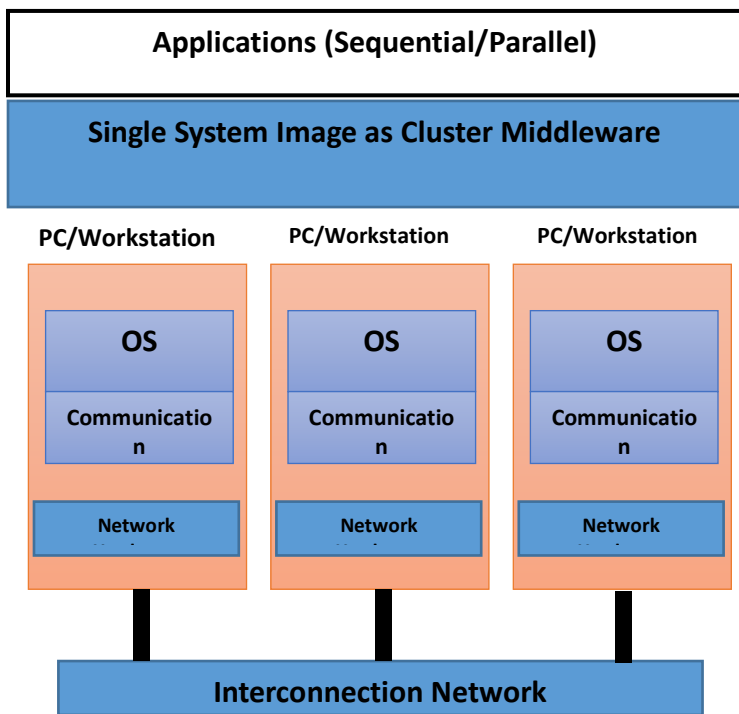 Applications (Sequential/Parallel)
Single System Image as Cluster Middleware
PC/Workstation PC/Workstation PC/Workstation
OS OS OS
Communicatio Communicatio Communicatio
n n n
Network Network Network
Interconnection Network